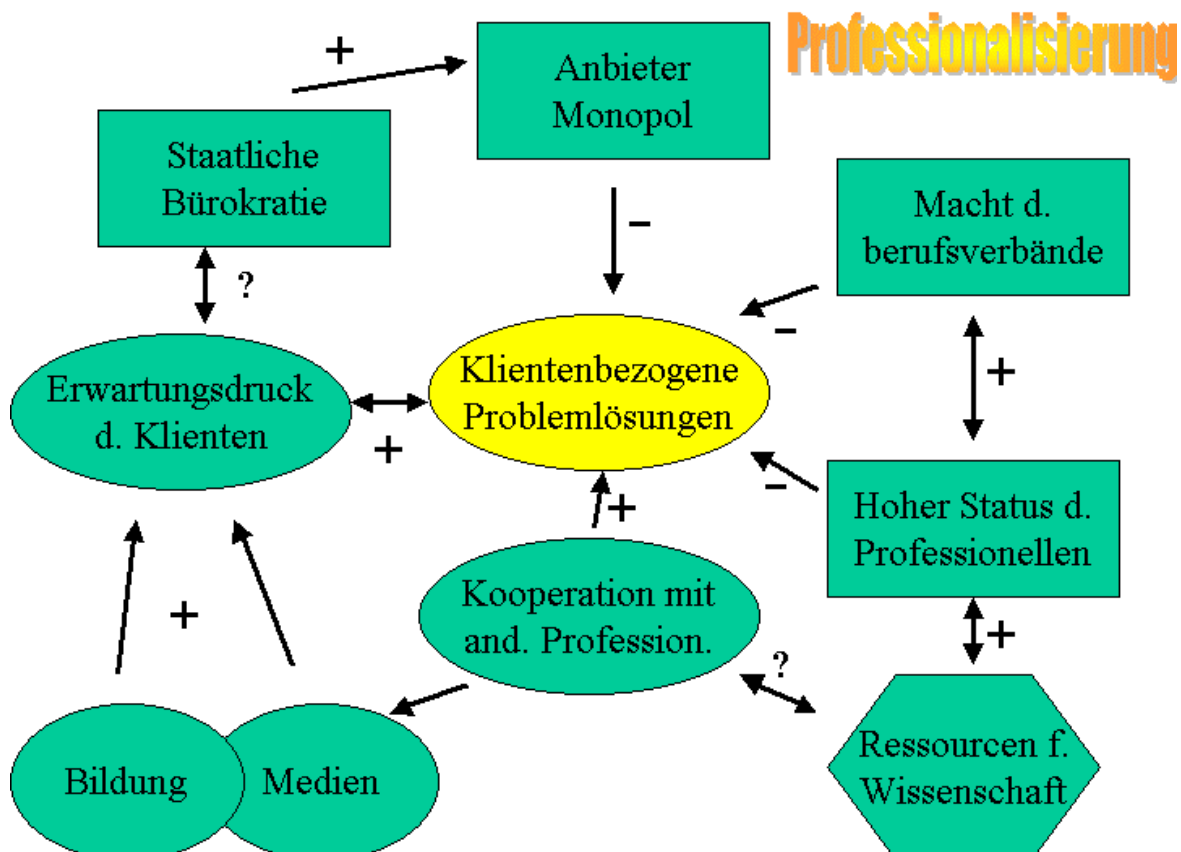 Professionalisierung
+
Anbieter
Monopol
Staatliche
Bürokratie
–
Macht d.
berufsverbände
?
–
Erwartungsdruck
d. Klienten
+
Klientenbezogene
Problemlösungen
+
–
+
Hoher Status d.
Professionellen
Kooperation mit
and. Profession.
+
+
?
Bildung
Medien
Ressourcen f.
Wissenschaft